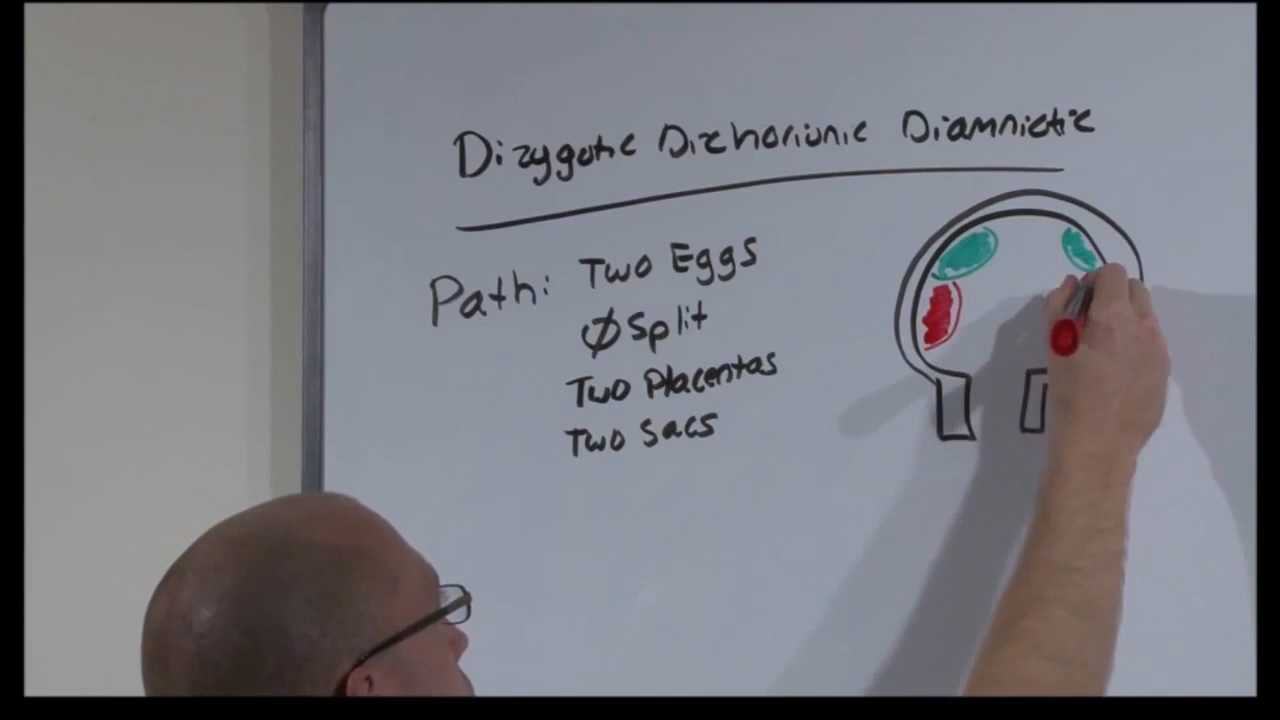 Dizygotic Dichorionic Diamniotic
Path: Two Eggs
∅ Split
Two Placentas
Two Sacs